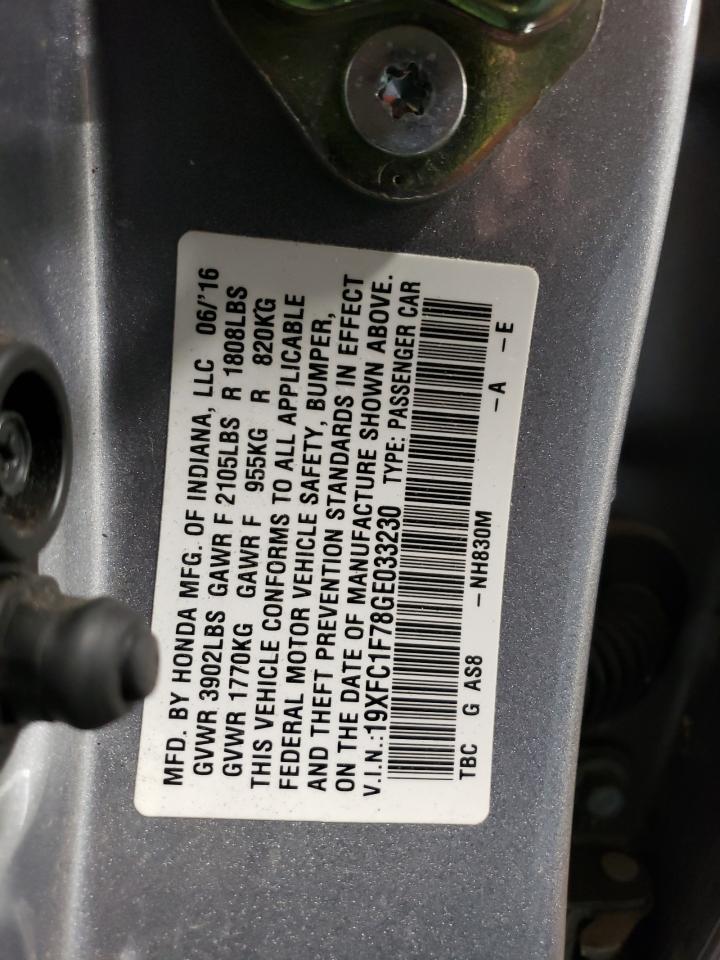 MFD. BY HONDA MFG. OF INDIANA, LLC 06/'16
GVWR 3902LBS GAWR F 2105LBS R 1808LBS
GVWR 1770KG GAWR F 955KG R 820KG
THIS VEHICLE CONFORMS TO ALL APPLICABLE
FEDERAL MOTOR VEHICLE SAFETY, BUMPER,
AND THEFT PREVENTION STANDARDS IN EFFECT
ON THE DATE OF MANUFACTURE SHOWN ABOVE.
V.I.N.:19XFC1F78GE033230 TYPE: PASSENGER CAR
TBC G AS8 -NH830M -A -E